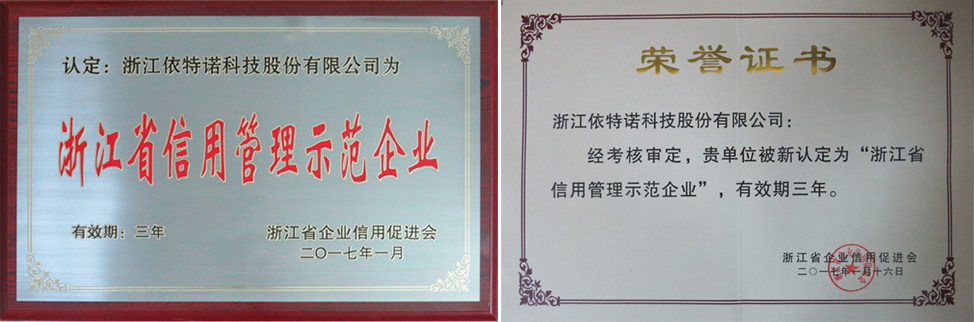 认定：浙江依特诺科技股份有限公司为
浙江省信用管理示范企业
有效期：三年
浙江省企业信用促进会
二〇一七年一月
荣誉证书
浙江依特诺科技股份有限公司：
经考核审定，贵单位被新认定为“浙江省
信用管理示范企业”，有效期三年。
浙江省企业信用促进会
二〇一七年一月十六日